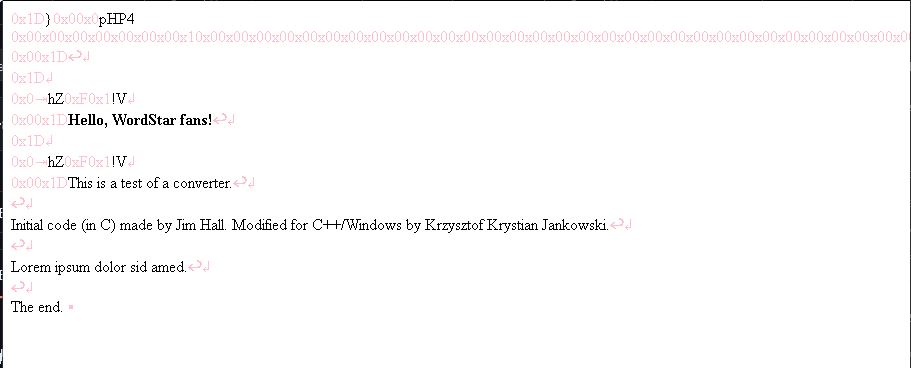 0x1D}0x00x0pHP4
0x00x00x00x00x00x00x00x10x00x00x00x00x00x00x00x00x00x00x00x00x00x00x00x00x00x00x00x00x00x00x00x00x00x00x00x00x0
0x00x1D↩↲
0x1D↲
0x0→hZ0xF0x1!V↲
0x00x1DHello, WordStar fans!↩↲
0x1D↲
0x0→hZ0xF0x1!V↲
0x00x1DThis is a test of a converter.↩↲
↩↲
Initial code (in C) made by Jim Hall. Modified for C++/Windows by Krzysztof Krystian Jankowski.↩↲
↩↲
Lorem ipsum dolor sid amed.↩↲
↩↲
The end.